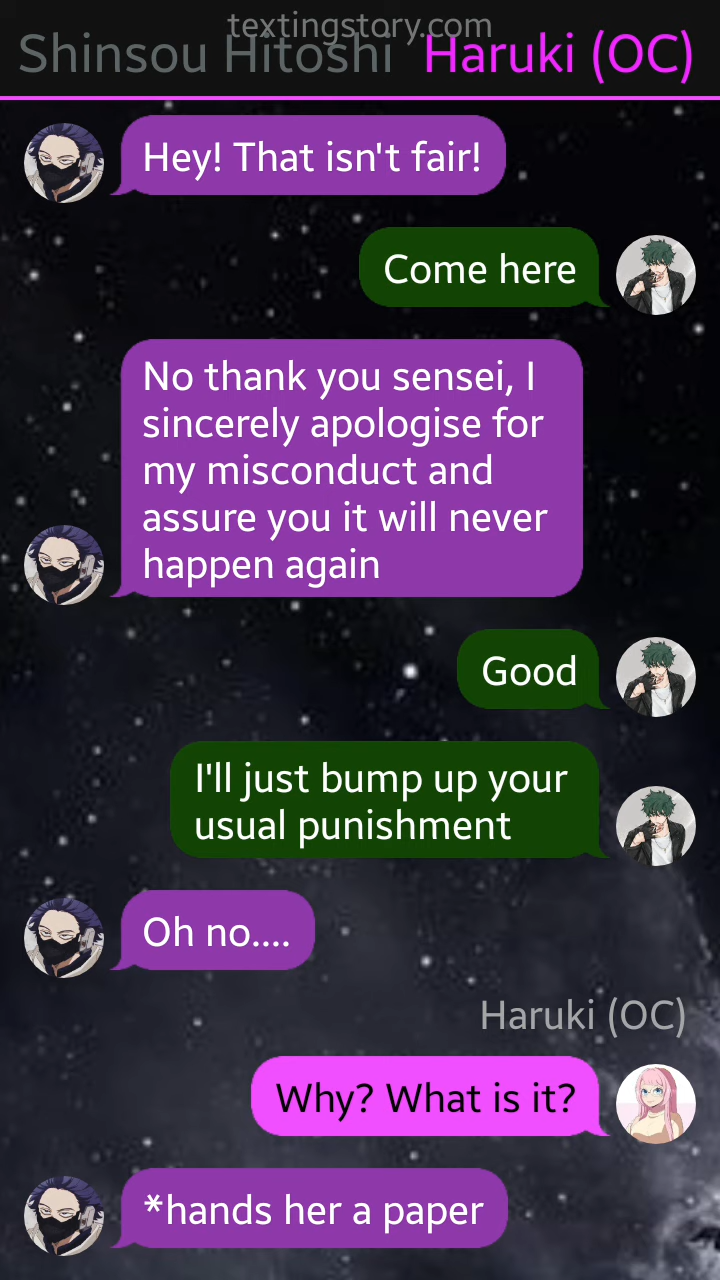 textingstory.com
Shinsou Hitoshi Haruki (OC)
Hey! That isn't fair!
Come here
No thank you sensei, I
sincerely apologise for
my misconduct and
assure you it will never
happen again
Good
I'll just bump up your
usual punishment
Oh no....
Haruki (OC)
Why? What is it?
*hands her a paper